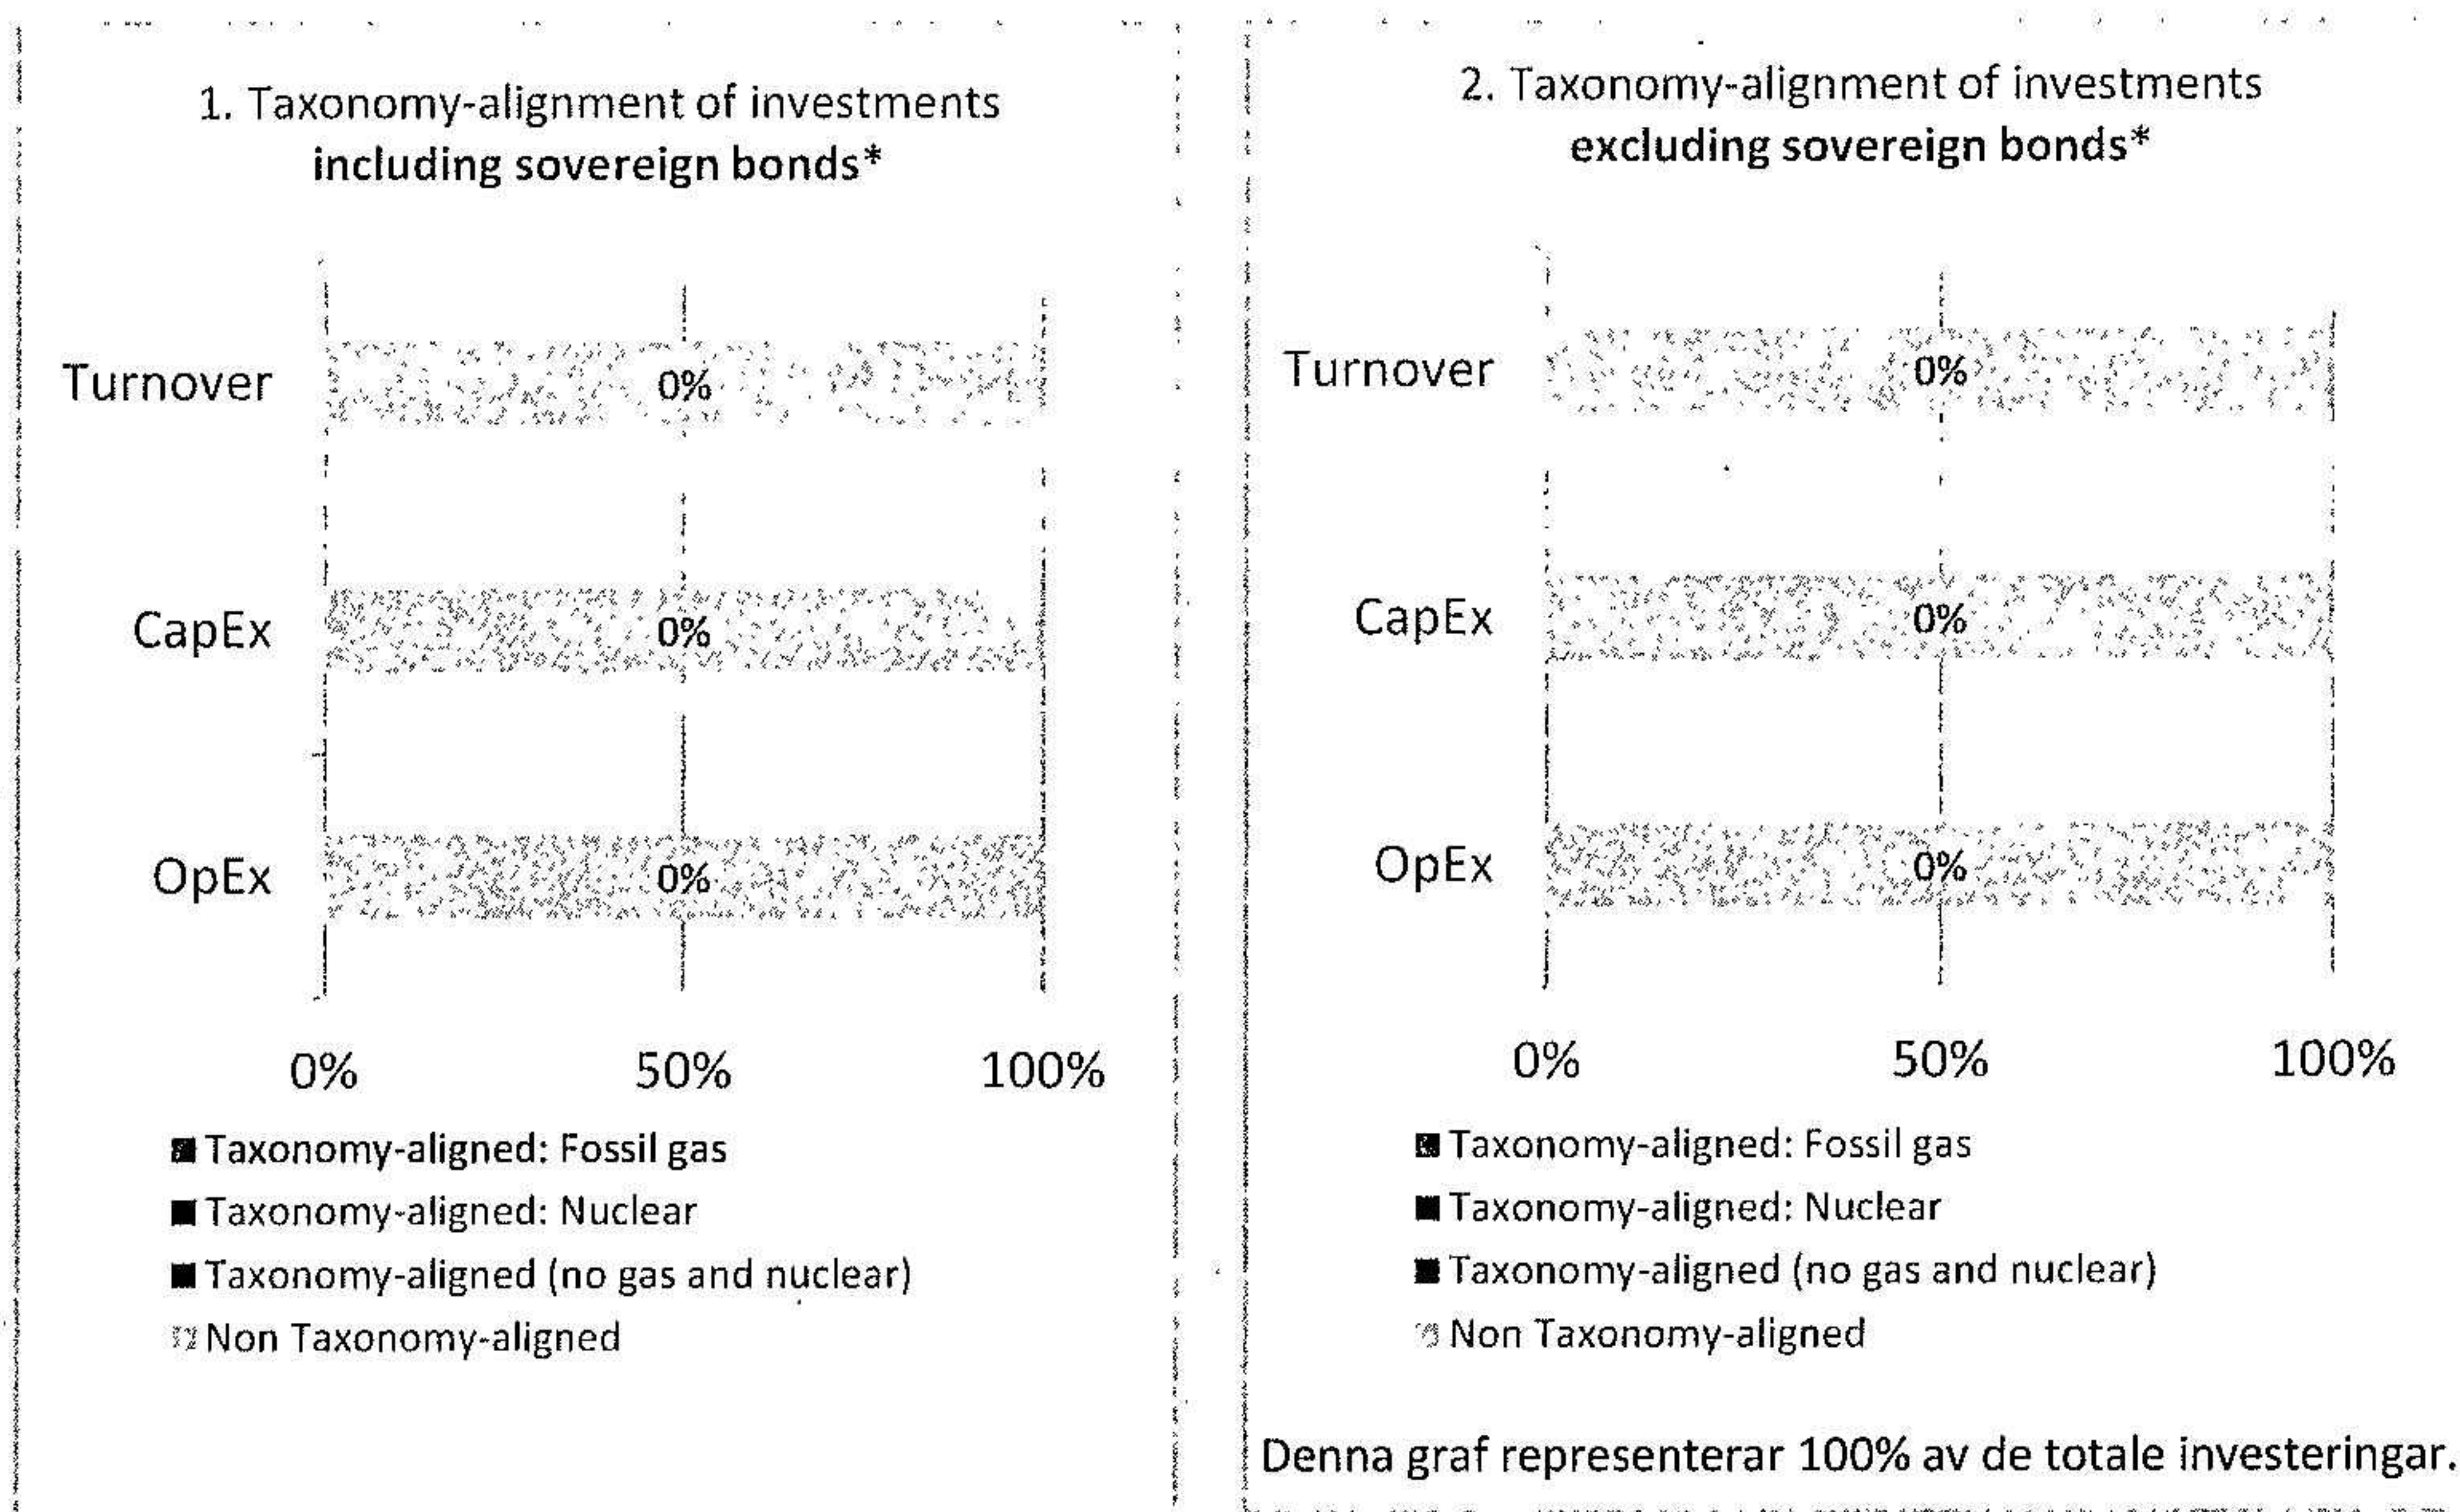 1. Taxonomy-alignment of investments
including sovereign bonds*
Turnover
0%
CapEx
0%
OpEx
0%
0% 50% 100%
Taxonomy-aligned: Fossil gas
Taxonomy-aligned: Nuclear
Taxonomy-aligned (no gas and nuclear)
Non Taxonomy-aligned
2. Taxonomy-alignment of investments
excluding sovereign bonds*
Turnover
0%
CapEx
0%
OpEx
0%
0% 50% 100%
Taxonomy-aligned: Fossil gas
Taxonomy-aligned: Nuclear
Taxonomy-aligned (no gas and nuclear)
Non Taxonomy-aligned
Denna graf representerar 100% av de totale investeringar.